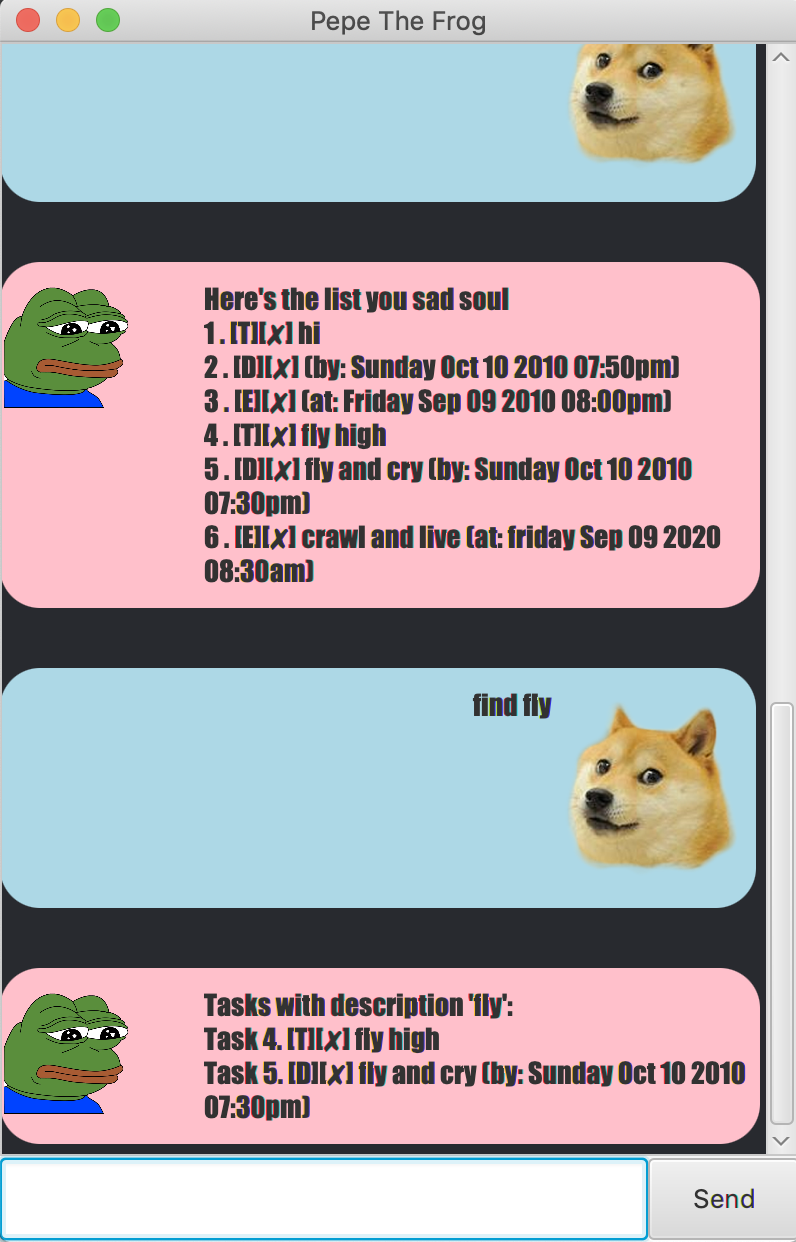 Pepe The Frog
Here's the list you sad soul
1 . [T][✗] hi
2 . [D][✗] (by: Sunday Oct 10 2010 07:50pm)
3 . [E][✗] (at: Friday Sep 09 2010 08:00pm)
4 . [T][✗] fly high
5 . [D][✗] fly and cry (by: Sunday Oct 10 2010
07:30pm)
6 . [E][✗] crawl and live (at: friday Sep 09 2020
08:30am)
find fly
Tasks with description 'fly':
Task 4. [T][✗] fly high
Task 5. [D][✗] fly and cry (by: Sunday Oct 10 2010
07:30pm)
Send